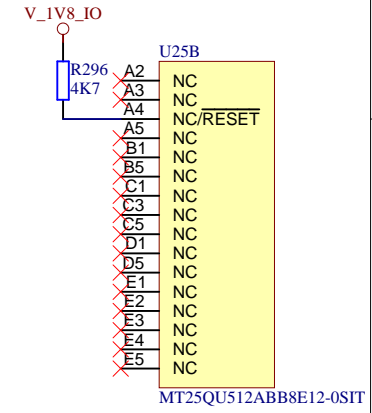 V_1V8_IO
U25B
R296
4K7
A2 NC
A3 NC
A4 NC/RESET
A5 NC
B1 NC
B5 NC
C1 NC
C3 NC
C5 NC
D1 NC
D5 NC
E1 NC
E2 NC
E3 NC
E4 NC
E5 NC
MT25QU512ABB8E12-0SIT